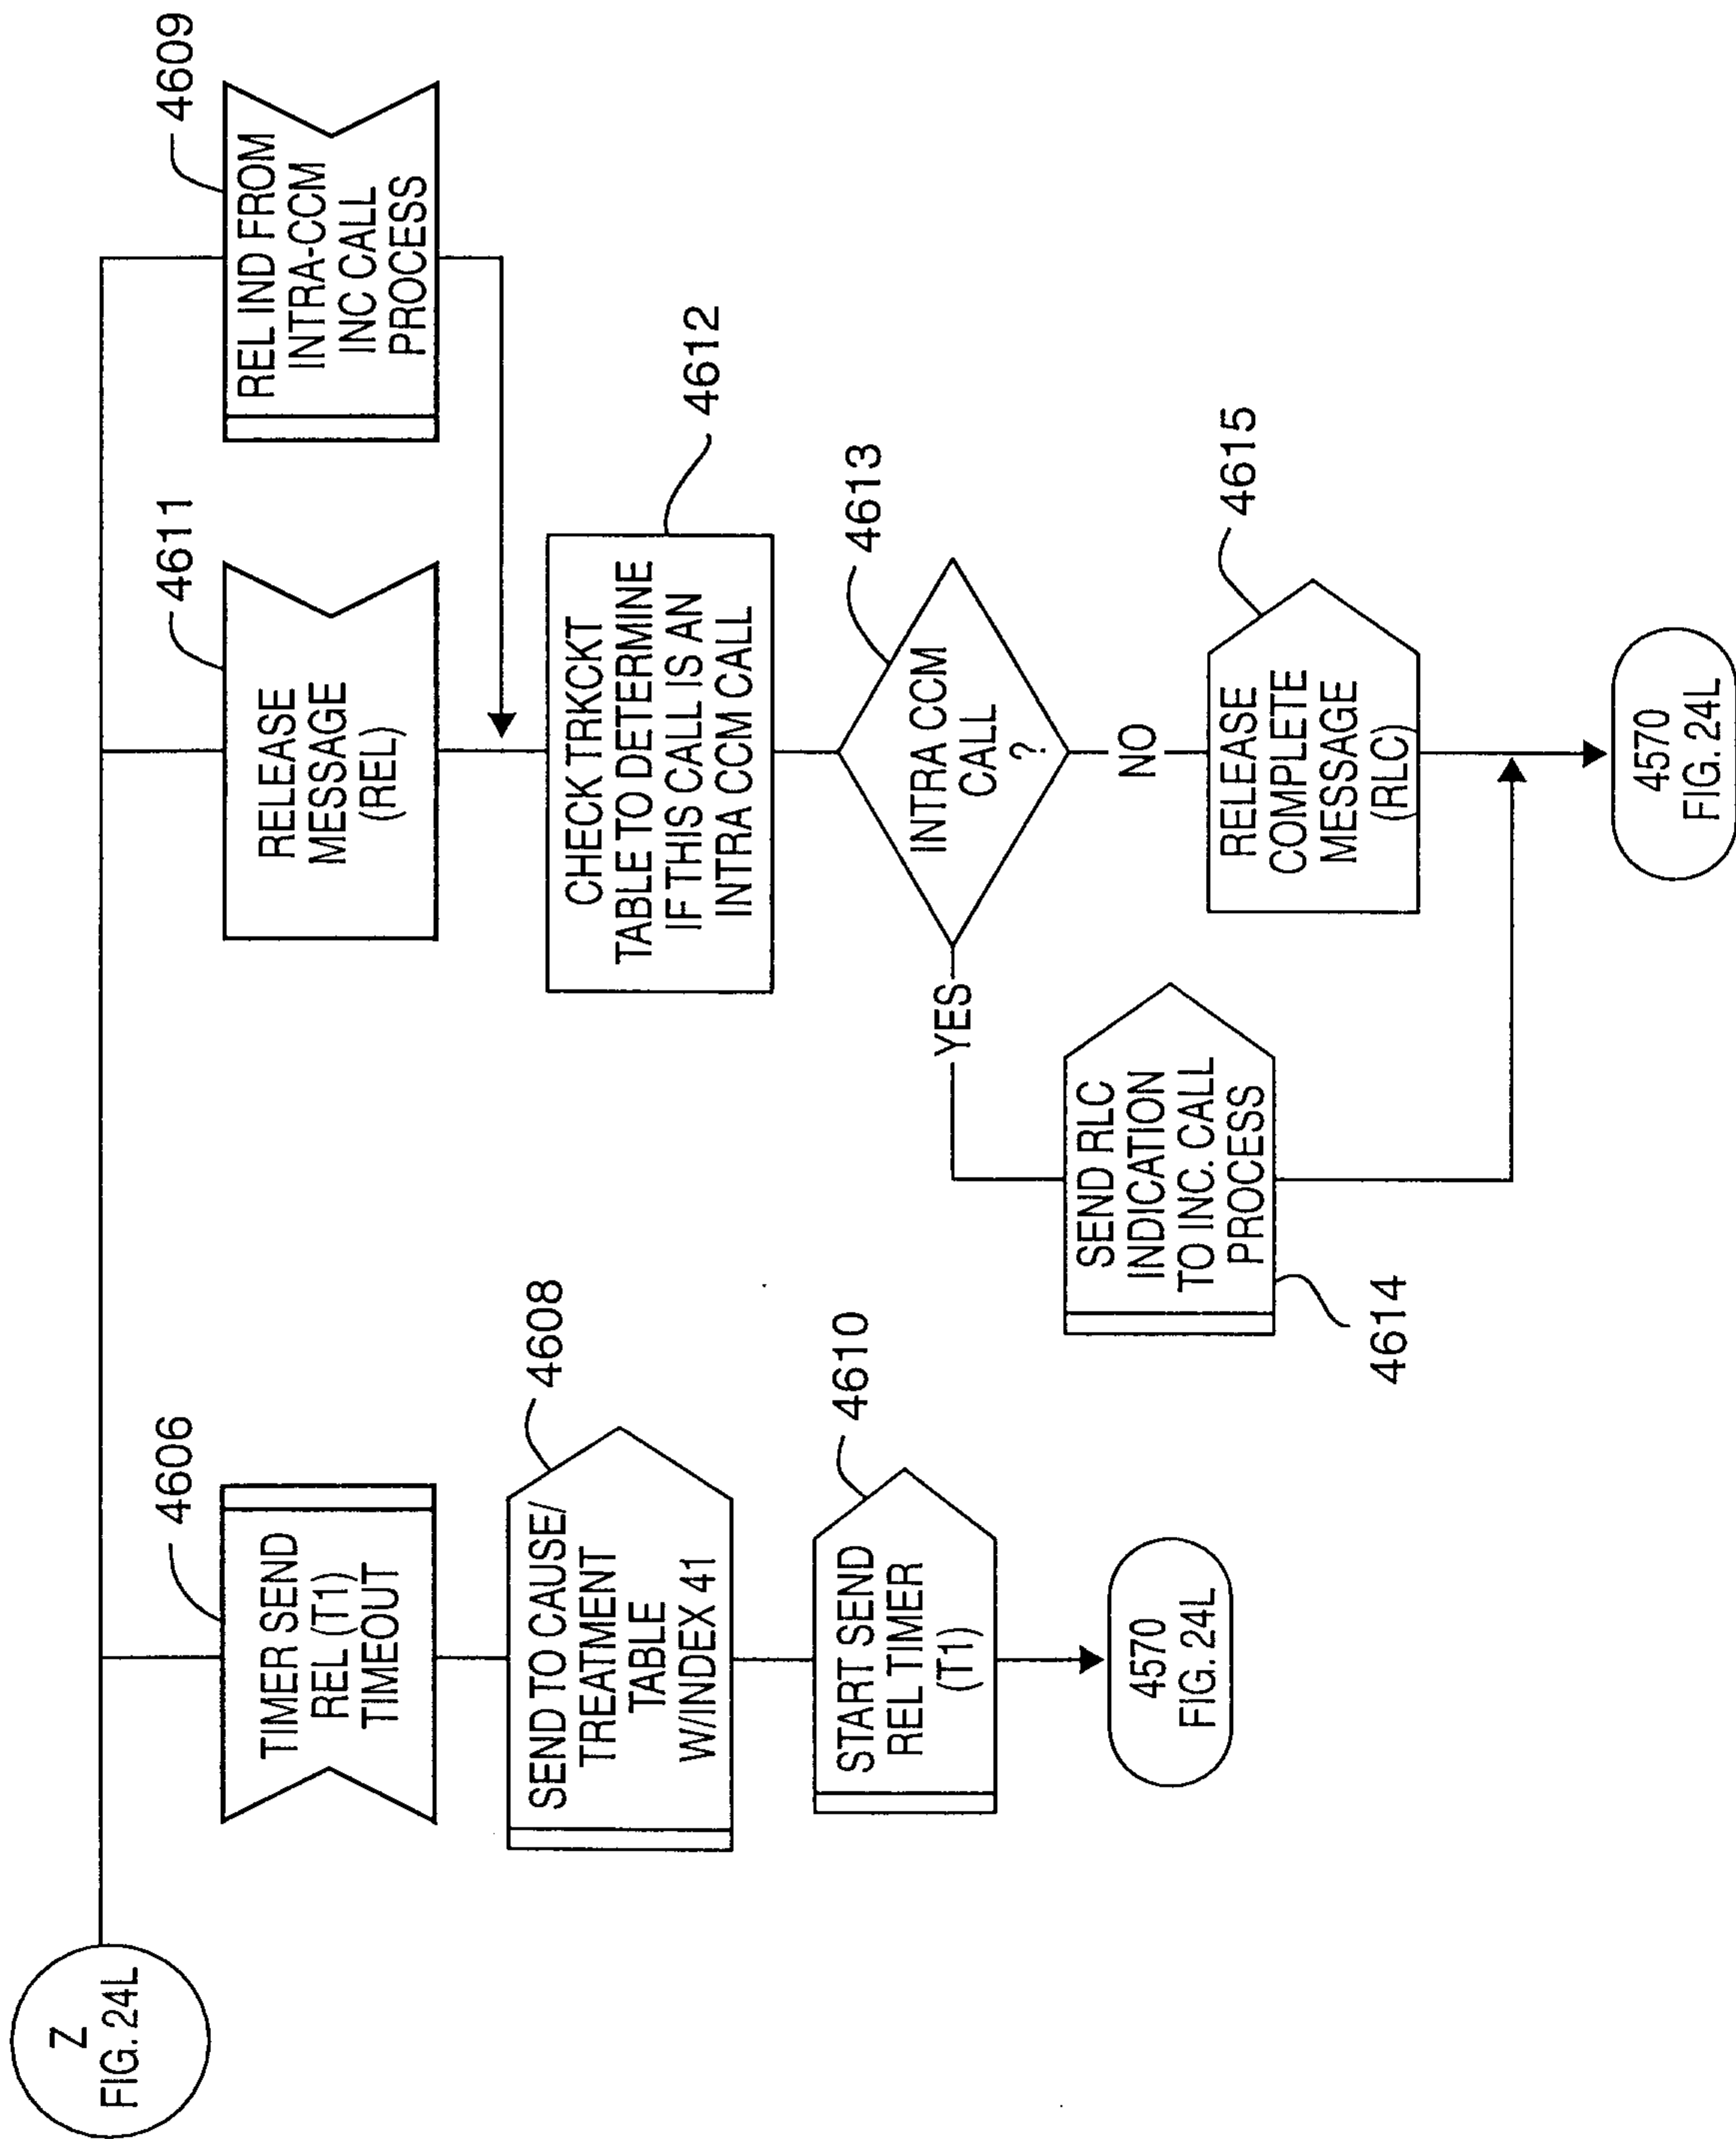 Z
FIG. 24L
4606
TIMER SEND
REL (T1)
TIMEOUT
4608
SEND TO CAUSE/
TREATMENT
TABLE
W/INDEX 41
4610
START SEND
REL TIMER
(T1)
4570
FIG. 24L
4611
RELEASE
MESSAGE
(REL)
4609
REL IND FROM
INTRA-CCM
INC CALL
PROCESS
4612
CHECK TRKCKT
TABLE TO DETERMINE
IF THIS CALL IS AN
INTRA CCM CALL
4613
INTRA CCM
CALL
?
YES
NO
SEND RLC
INDICATION
TO INC. CALL
PROCESS
4614
4615
RELEASE
COMPLETE
MESSAGE
(RLC)
4570
FIG. 24L